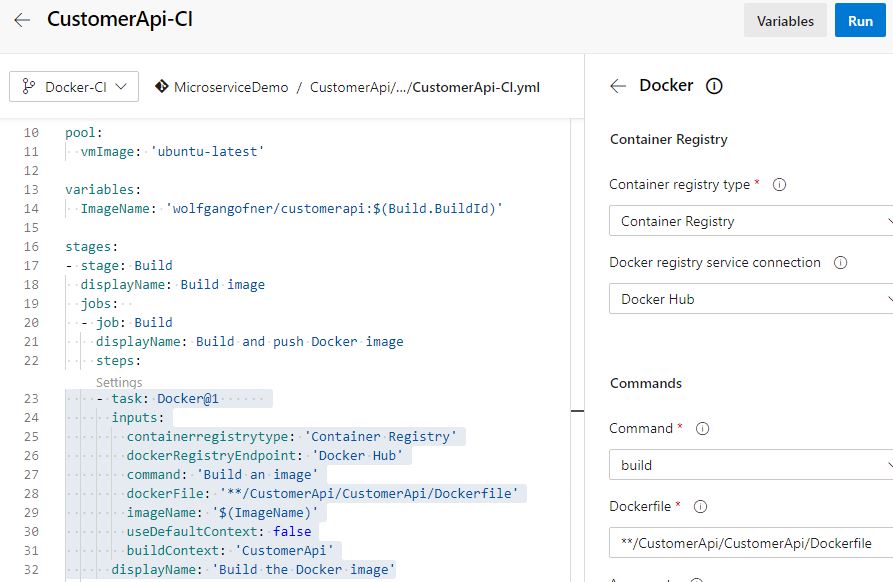 CustomerApi-CI
Variables
Run
Docker-CI
MicroserviceDemo / CustomerApi/.../CustomerApi-CI.yml
10 pool:
11   vmImage: 'ubuntu-latest'
12
13 variables:
14   ImageName: 'wolfgangofner/customerapi:$(Build.BuildId)'
15
16 stages:
17 - stage: Build
18   displayName: Build image
19   jobs:
20   - job: Build
21     displayName: Build and push Docker image
22     steps:
Settings
23     - task: Docker@1
24       inputs:
25         containerregistrytype: 'Container Registry'
26         dockerRegistryEndpoint: 'Docker Hub'
27         command: 'Build an image'
28         dockerFile: '**/CustomerApi/CustomerApi/Dockerfile'
29         imageName: '$(ImageName)'
30         useDefaultContext: false
31         buildContext: 'CustomerApi'
32       displayName: 'Build the Docker image'
Docker
Container Registry
Container registry type *
Container Registry
Docker registry service connection
Docker Hub
Commands
Command *
build
Dockerfile *
**/CustomerApi/CustomerApi/Dockerfile